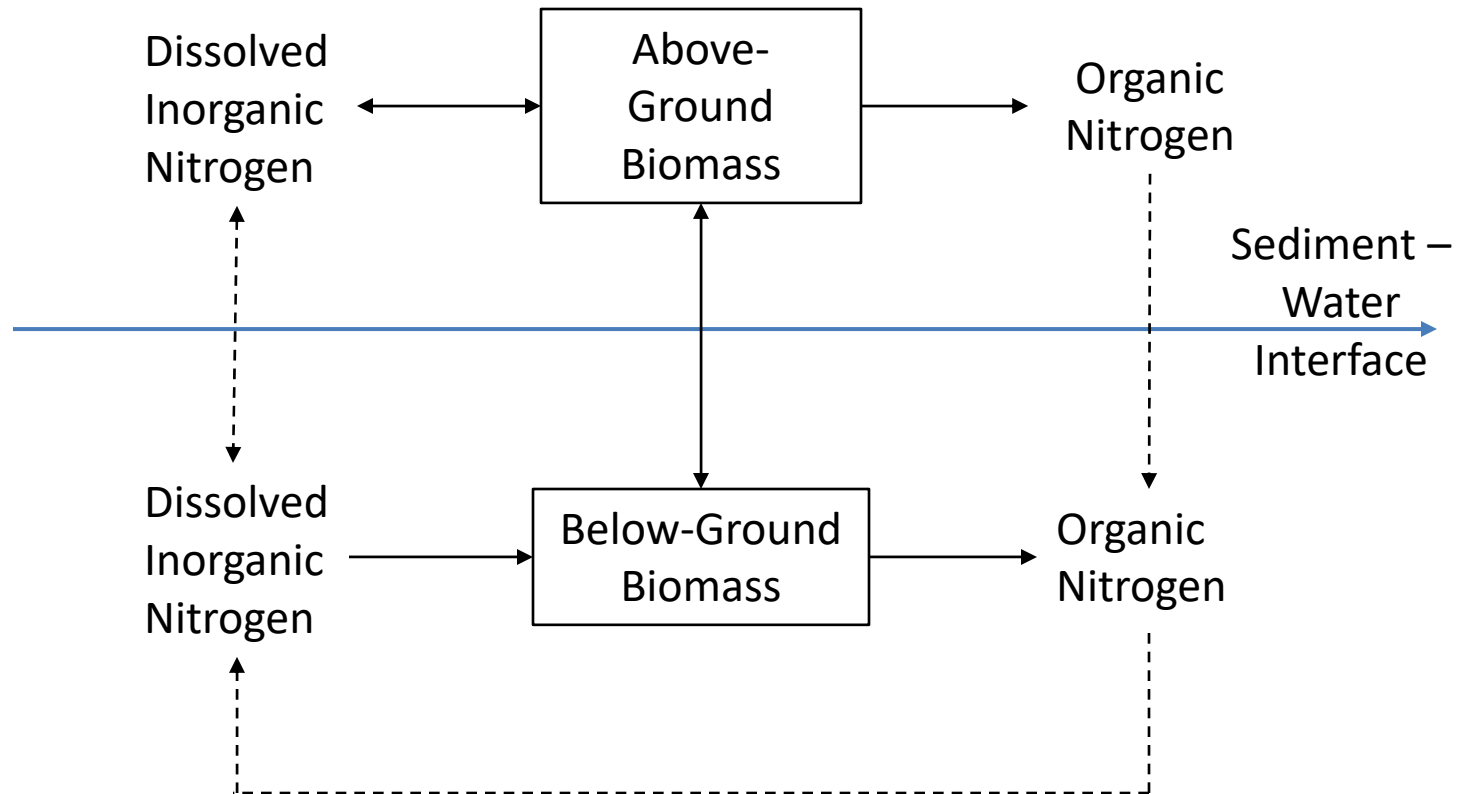 Dissolved
Inorganic
Nitrogen
Above-
Ground
Biomass
Organic
Nitrogen
Sediment –
Water
Interface
Dissolved
Inorganic
Nitrogen
Below-Ground
Biomass
Organic
Nitrogen